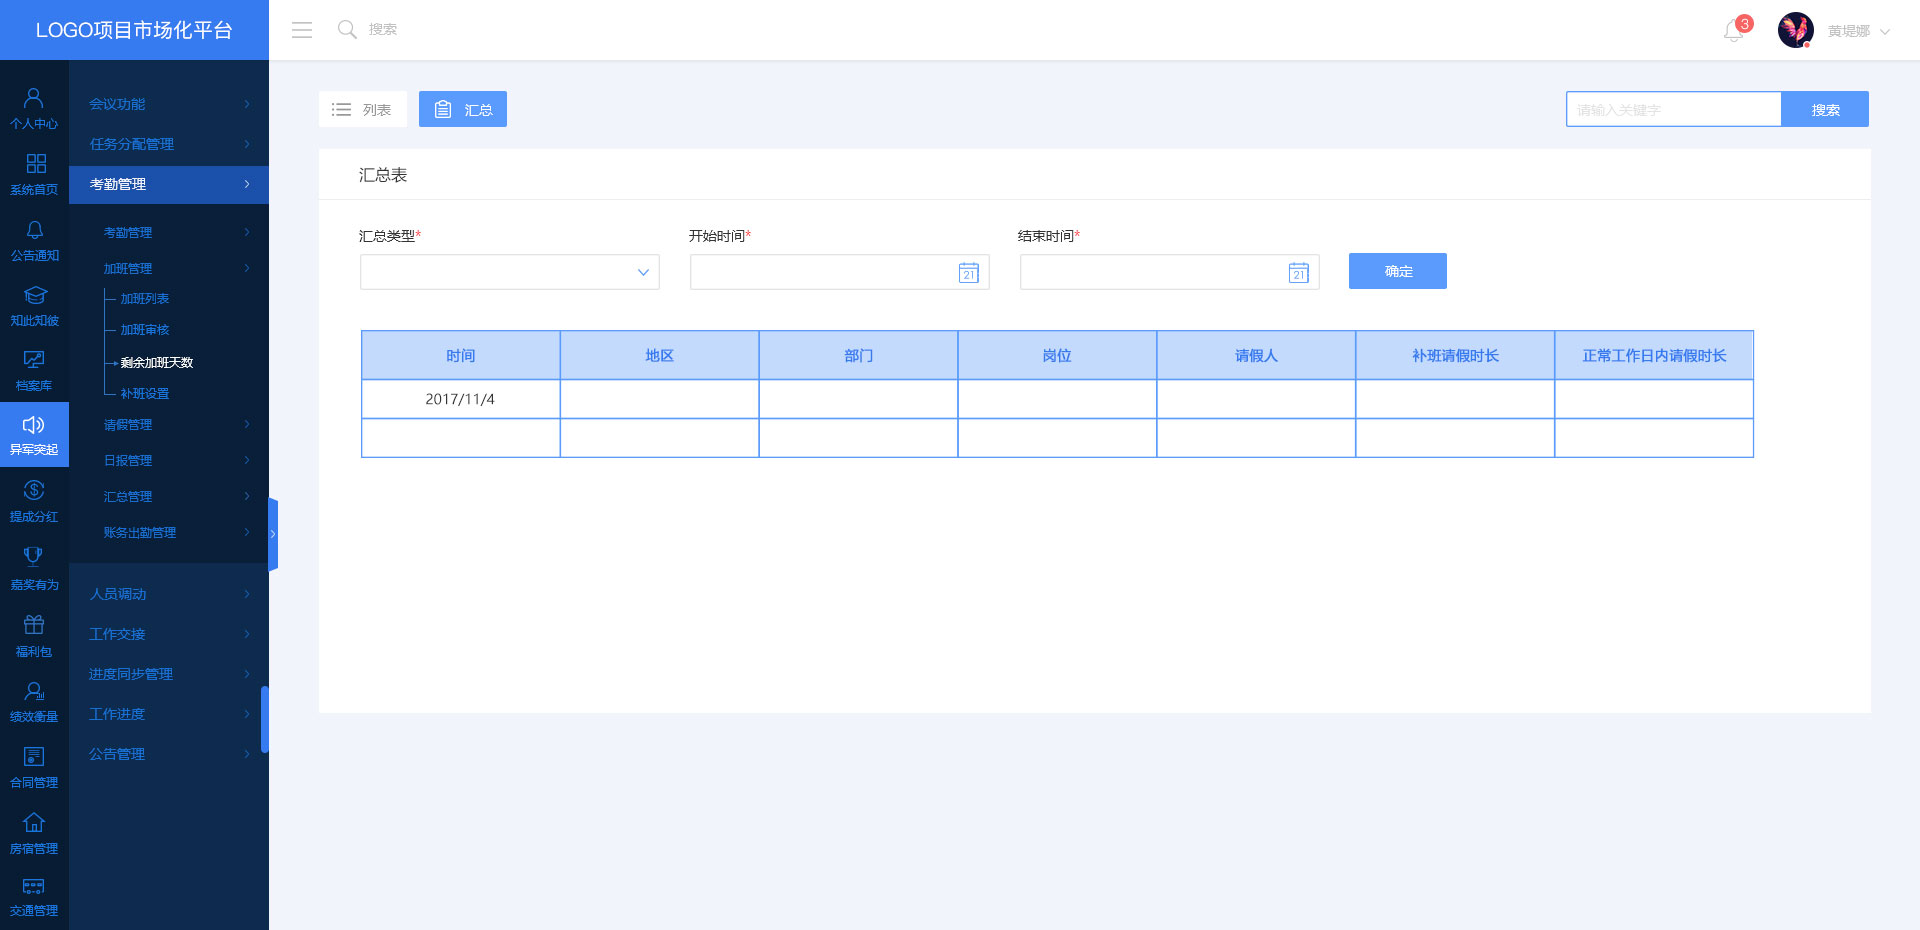 LOGO项目市场化平台
搜索
3
黄堤娜
个人中心
系统首页
公告通知
知此知彼
档案库
异军突起
提成分红
嘉奖有为
福利包
绩效衡量
合同管理
房宿管理
交通管理
会议功能
任务分配管理
考勤管理
考勤管理
加班管理
加班列表
加班审核
剩余加班天数
补班设置
请假管理
日报管理
汇总管理
账务出勤管理
人员调动
工作交接
进度同步管理
工作进度
公告管理
列表
汇总
请输入关键字
搜索
汇总表
汇总类型*
开始时间*
结束时间*
21
21
确定
时间 地区 部门 岗位 请假人 补班请假时长 正常工作日内请假时长
2017/11/4